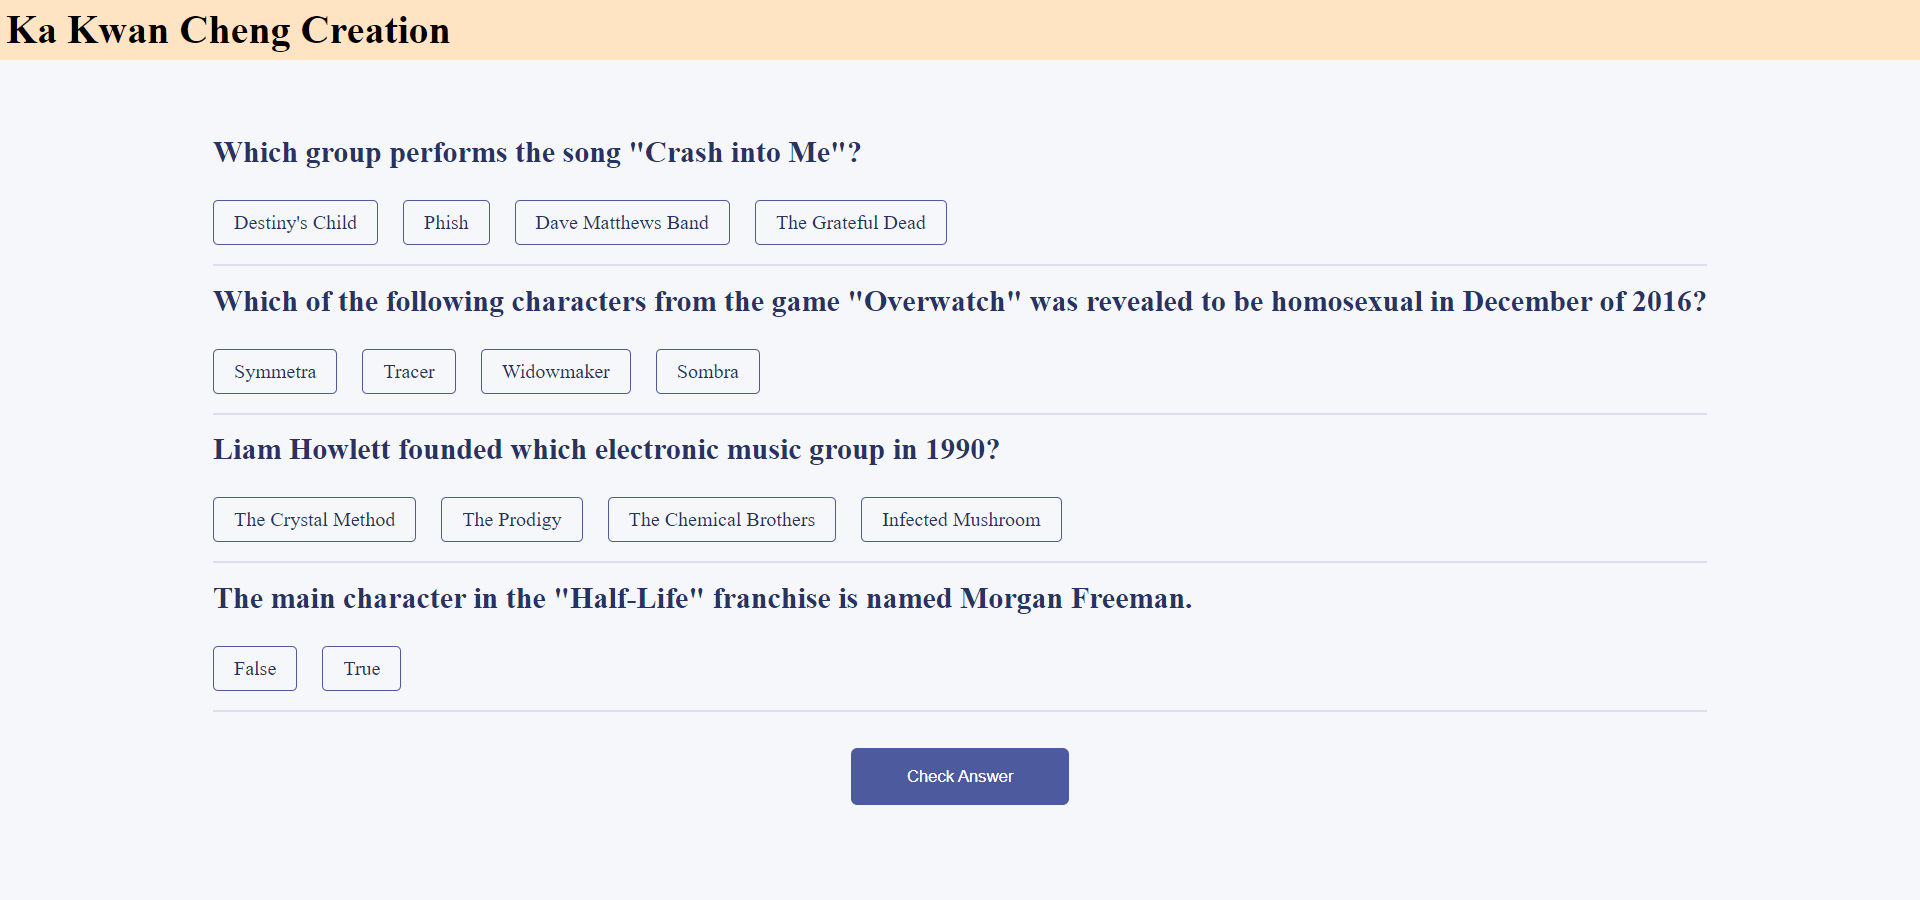 Ka Kwan Cheng Creation
Which group performs the song "Crash into Me"?
Destiny's Child Phish Dave Matthews Band The Grateful Dead
Which of the following characters from the game "Overwatch" was revealed to be homosexual in December of 2016?
Symmetra Tracer Widowmaker Sombra
Liam Howlett founded which electronic music group in 1990?
The Crystal Method The Prodigy The Chemical Brothers Infected Mushroom
The main character in the "Half-Life" franchise is named Morgan Freeman.
False True
Check Answer